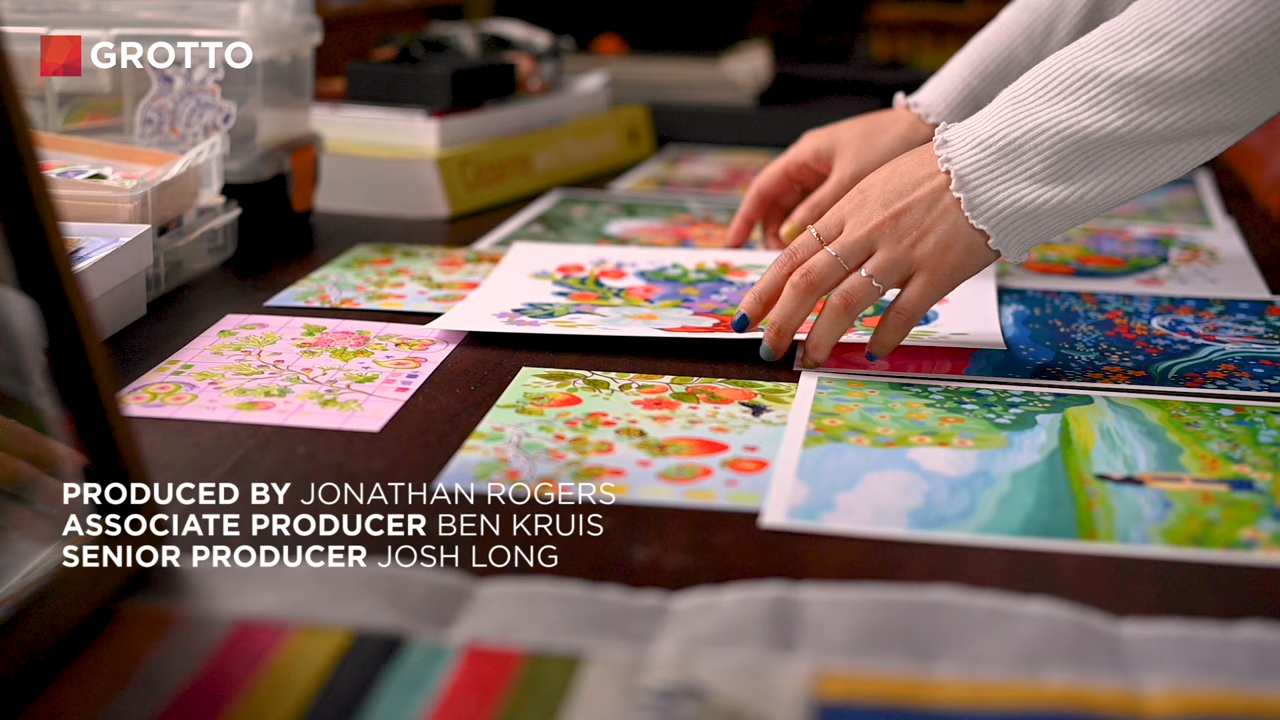 GROTTO
PRODUCED BY JONATHAN ROGERS
ASSOCIATE PRODUCER BEN KRUIS
SENIOR PRODUCER JOSH LONG